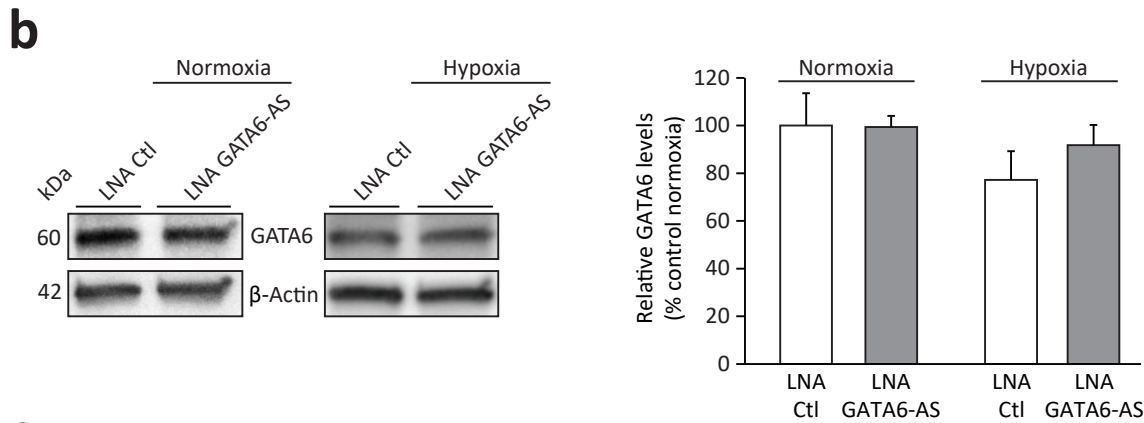 b
Normoxia
Hypoxia
kDa
LNA Ctl
LNA GATA6-AS
LNA Ctl
LNA GATA6-AS
60
GATA6
42
β-Actin
Relative GATA6 levels
(% control normoxia)
120
100
80
60
40
20
0
Normoxia
Hypoxia
LNA
Ctl
LNA
GATA6-AS
LNA
Ctl
LNA
GATA6-AS